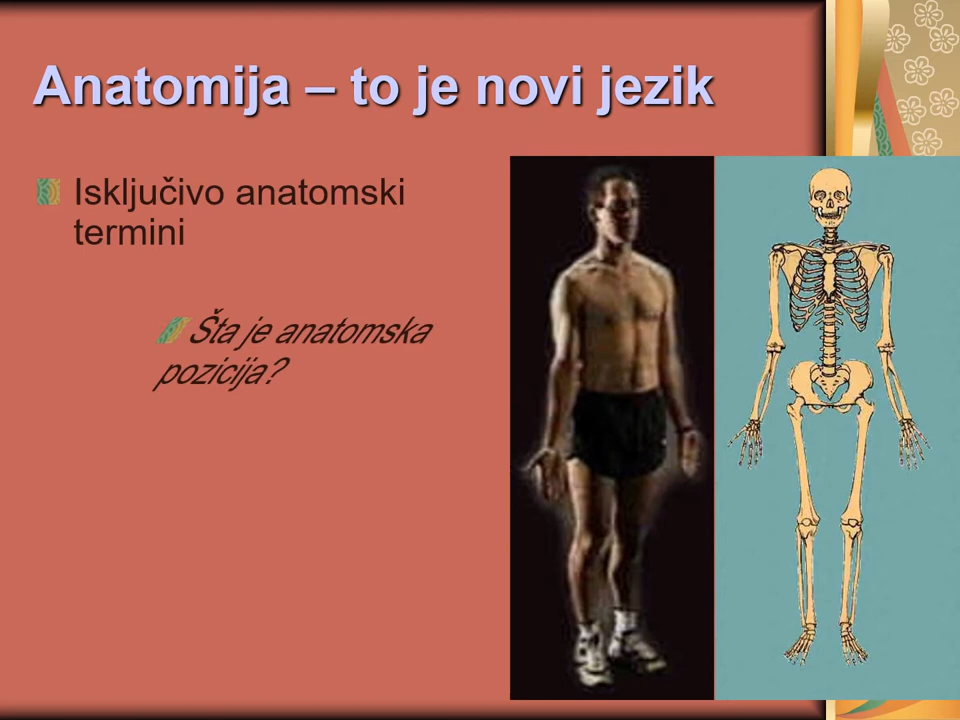 Anatomija – to je novi jezik
Isključivo anatomski
termini
Šta je anatomska
pozicija?